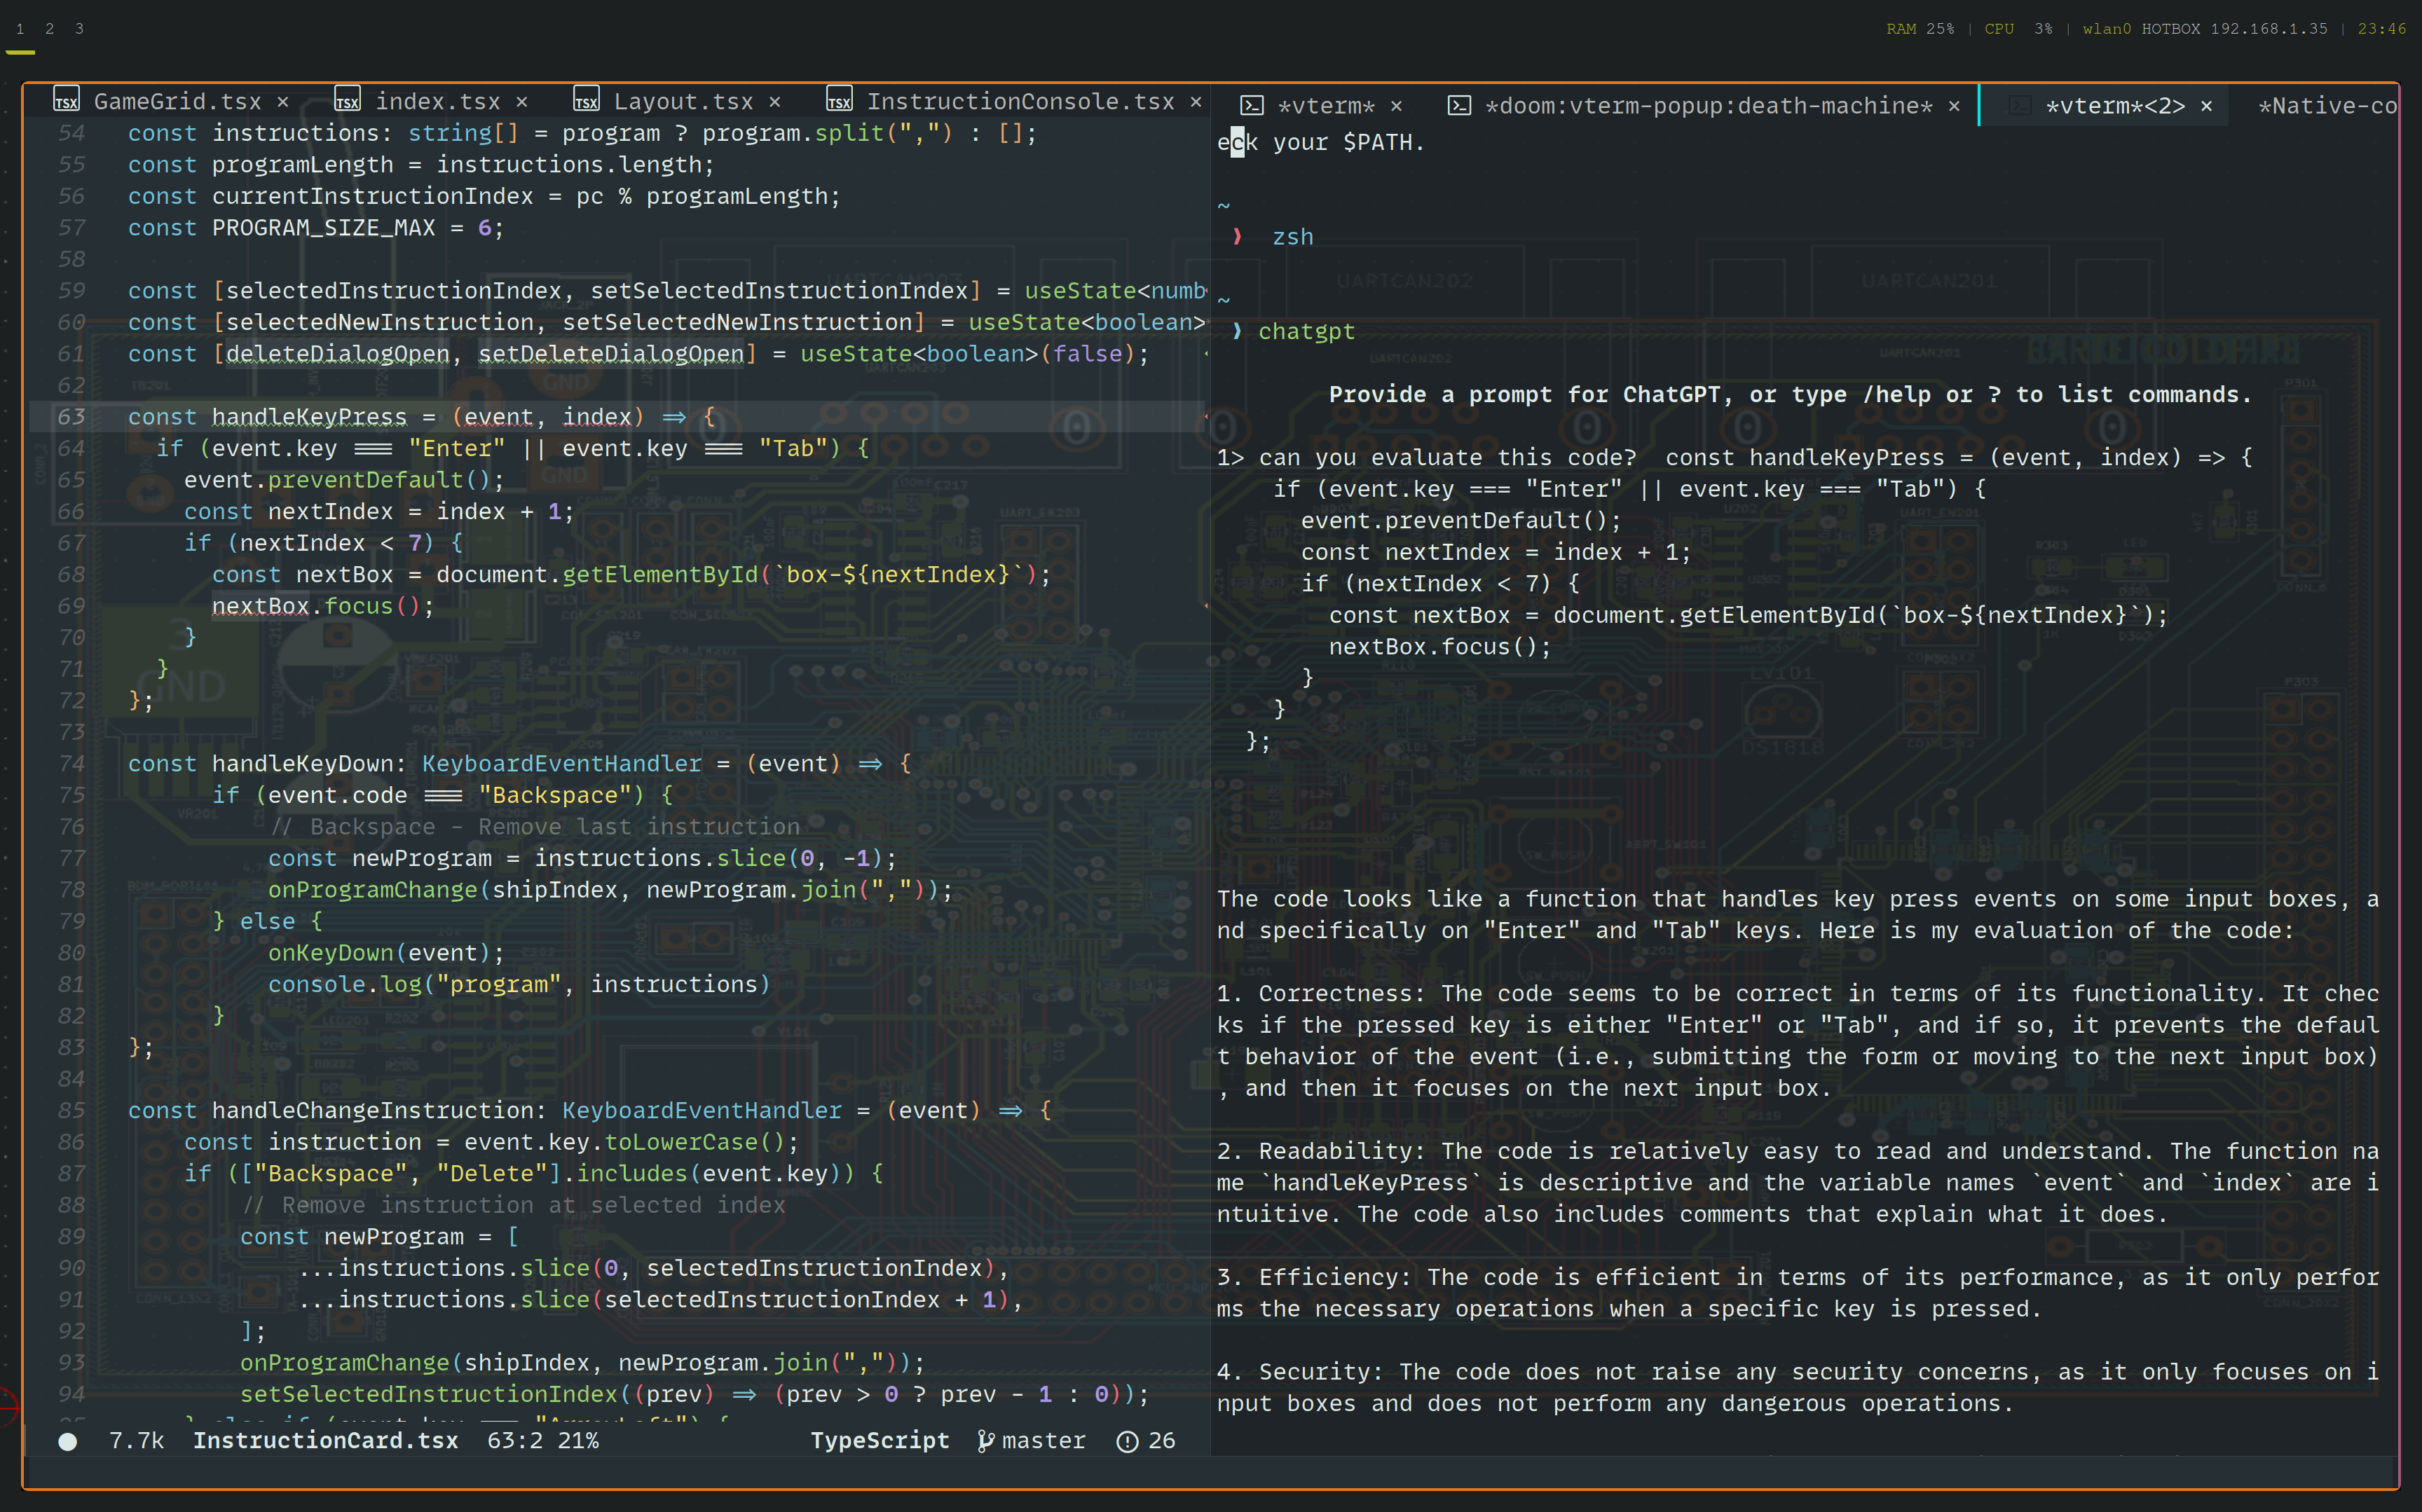 1 2 3
RAM 25% | CPU 3% | wlan0 HOTBOX 192.168.1.35 | 23:46
TSX GameGrid.tsx × TSX index.tsx × TSX Layout.tsx × TSX InstructionConsole.tsx ×
54 const instructions: string[] = program ? program.split(",") : [];
55 const programLength = instructions.length;
56 const currentInstructionIndex = pc % programLength;
57 const PROGRAM_SIZE_MAX = 6;
58
59 const [selectedInstructionIndex, setSelectedInstructionIndex] = useState<numb
60 const [selectedNewInstruction, setSelectedNewInstruction] = useState<boolean>
61 const [deleteDialogOpen, setDeleteDialogOpen] = useState<boolean>(false);
62
63 const handleKeyPress = (event, index) => {
64 if (event.key === "Enter" || event.key === "Tab") {
65 event.preventDefault();
66 const nextIndex = index + 1;
67 if (nextIndex < 7) {
68 const nextBox = document.getElementById(`box-${nextIndex}`);
69 nextBox.focus();
70 }
71 }
72 };
73
74 const handleKeyDown: KeyboardEventHandler = (event) => {
75 if (event.code === "Backspace") {
76 // Backspace - Remove last instruction
77 const newProgram = instructions.slice(0, -1);
78 onProgramChange(shipIndex, newProgram.join(","));
79 } else {
80 onKeyDown(event);
81 console.log("program", instructions)
82 }
83 };
84
85 const handleChangeInstruction: KeyboardEventHandler = (event) => {
86 const instruction = event.key.toLowerCase();
87 if (["Backspace", "Delete"].includes(event.key)) {
88 // Remove instruction at selected index
89 const newProgram = [
90 ...instructions.slice(0, selectedInstructionIndex),
91 ...instructions.slice(selectedInstructionIndex + 1),
92 ];
93 onProgramChange(shipIndex, newProgram.join(","));
94 setSelectedInstructionIndex((prev) => (prev > 0 ? prev - 1 : 0));
7.7k InstructionCard.tsx 63:2 21% TypeScript master 26
*vterm* × *doom:vterm-popup:death-machine* × *vterm*<2> × *Native-co
eck your $PATH.
~
❱ zsh
~
❱ chatgpt
Provide a prompt for ChatGPT, or type /help or ? to list commands.
1> can you evaluate this code? const handleKeyPress = (event, index) => {
if (event.key === "Enter" || event.key === "Tab") {
event.preventDefault();
const nextIndex = index + 1;
if (nextIndex < 7) {
const nextBox = document.getElementById(`box-${nextIndex}`);
nextBox.focus();
}
}
};
The code looks like a function that handles key press events on some input boxes, a
nd specifically on "Enter" and "Tab" keys. Here is my evaluation of the code:
1. Correctness: The code seems to be correct in terms of its functionality. It chec
ks if the pressed key is either "Enter" or "Tab", and if so, it prevents the defaul
t behavior of the event (i.e., submitting the form or moving to the next input box)
, and then it focuses on the next input box.
2. Readability: The code is relatively easy to read and understand. The function na
me `handleKeyPress` is descriptive and the variable names `event` and `index` are i
ntuitive. The code also includes comments that explain what it does.
3. Efficiency: The code is efficient in terms of its performance, as it only perfor
ms the necessary operations when a specific key is pressed.
4. Security: The code does not raise any security concerns, as it only focuses on i
nput boxes and does not perform any dangerous operations.